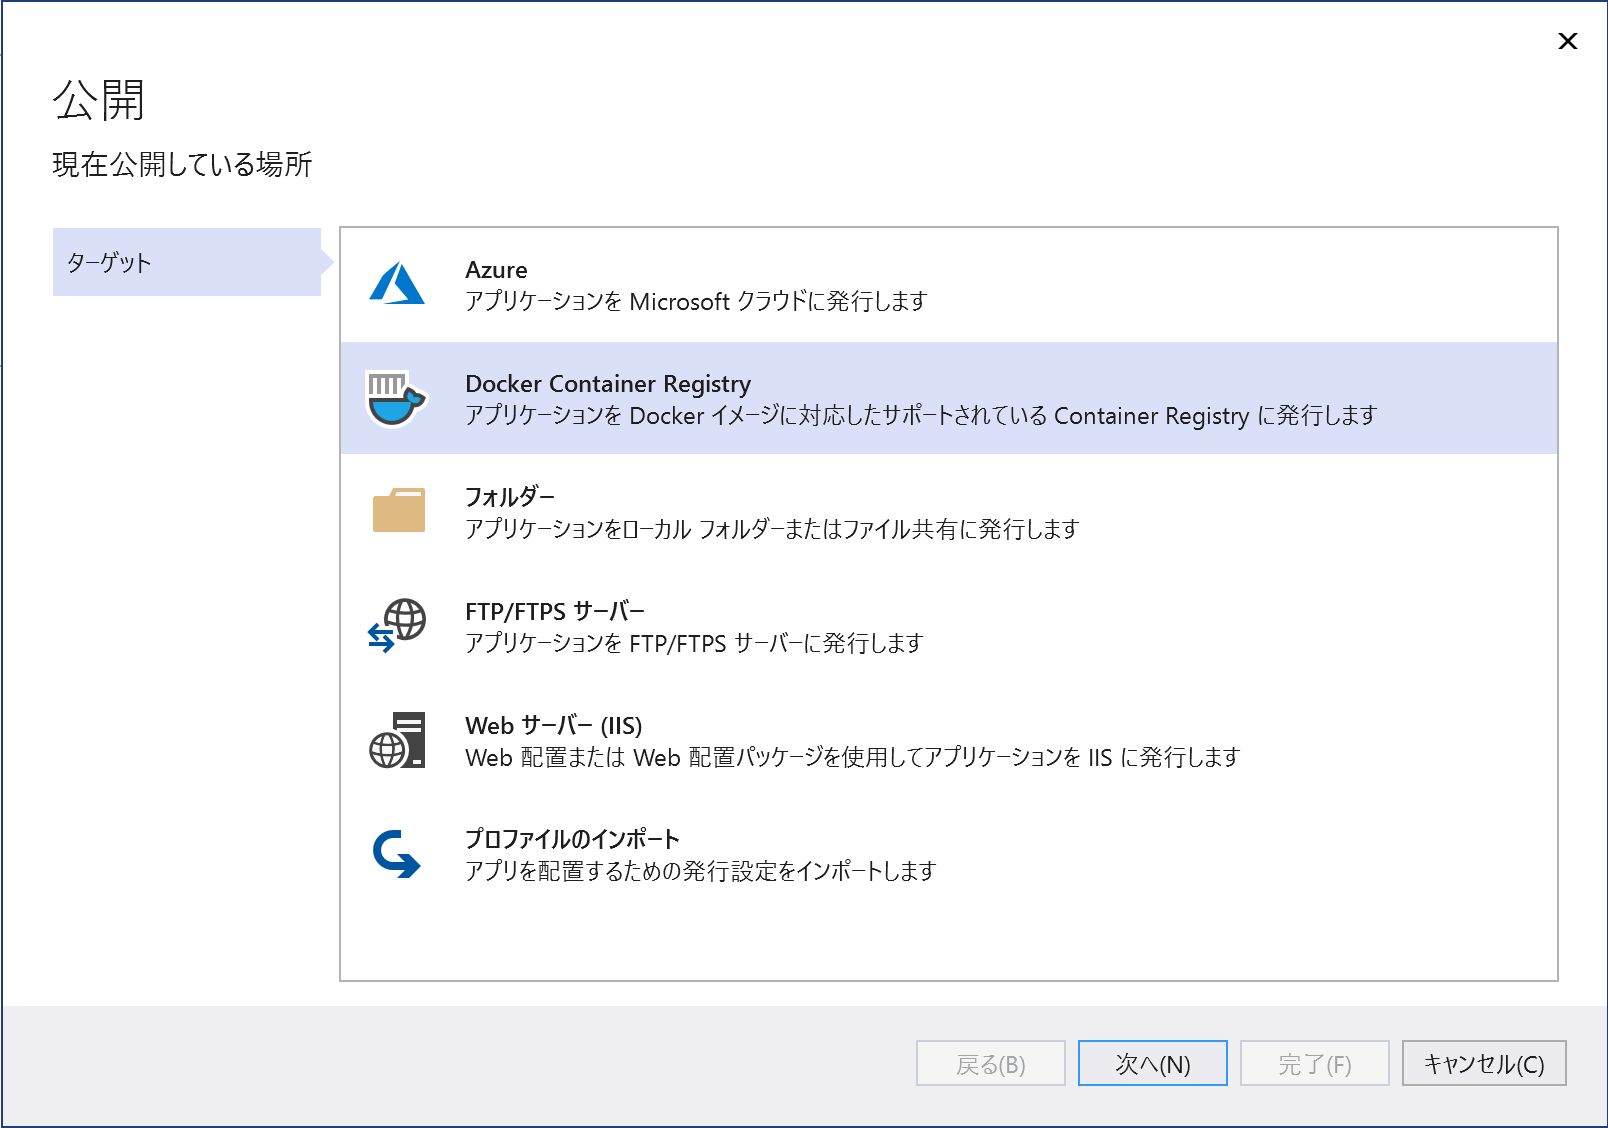 公開
現在公開している場所
ターゲット
Azure
アプリケーションを Microsoft クラウドに発行します
Docker Container Registry
アプリケーションを Docker イメージに対応したサポートされている Container Registry に発行します
フォルダー
アプリケーションをローカル フォルダーまたはファイル共有に発行します
FTP/FTPS サーバー
アプリケーションを FTP/FTPS サーバーに発行します
Web サーバー (IIS)
Web 配置または Web 配置パッケージを使用してアプリケーションを IIS に発行します
プロファイルのインポート
アプリを配置するための発行設定をインポートします
戻る(B)
次へ(N)
完了(F)
キャンセル(C)